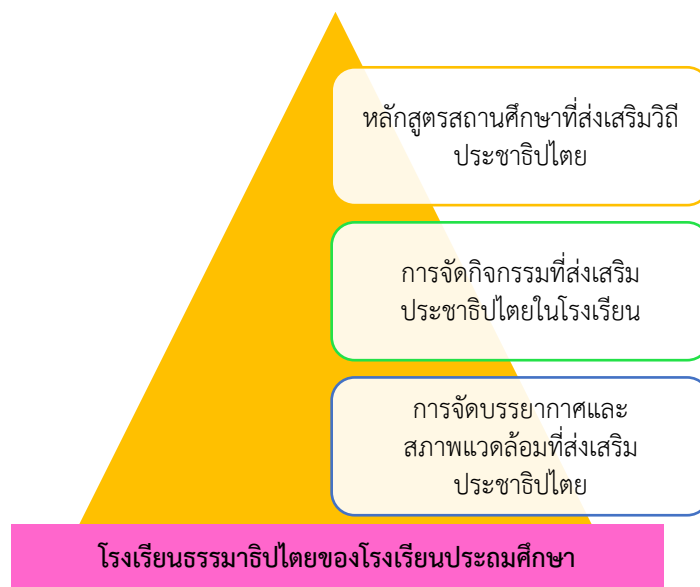 หลักสูตรสถานศึกษาที่ส่งเสริมวิถี
ประชาธิปไตย
การจัดกิจกรรมที่ส่งเสริม
ประชาธิปไตยในโรงเรียน
การจัดบรรยากาศและ
สภาพแวดล้อมที่ส่งเสริม
ประชาธิปไตย
โรงเรียนธรรมาธิปไตยของโรงเรียนประถมศึกษา